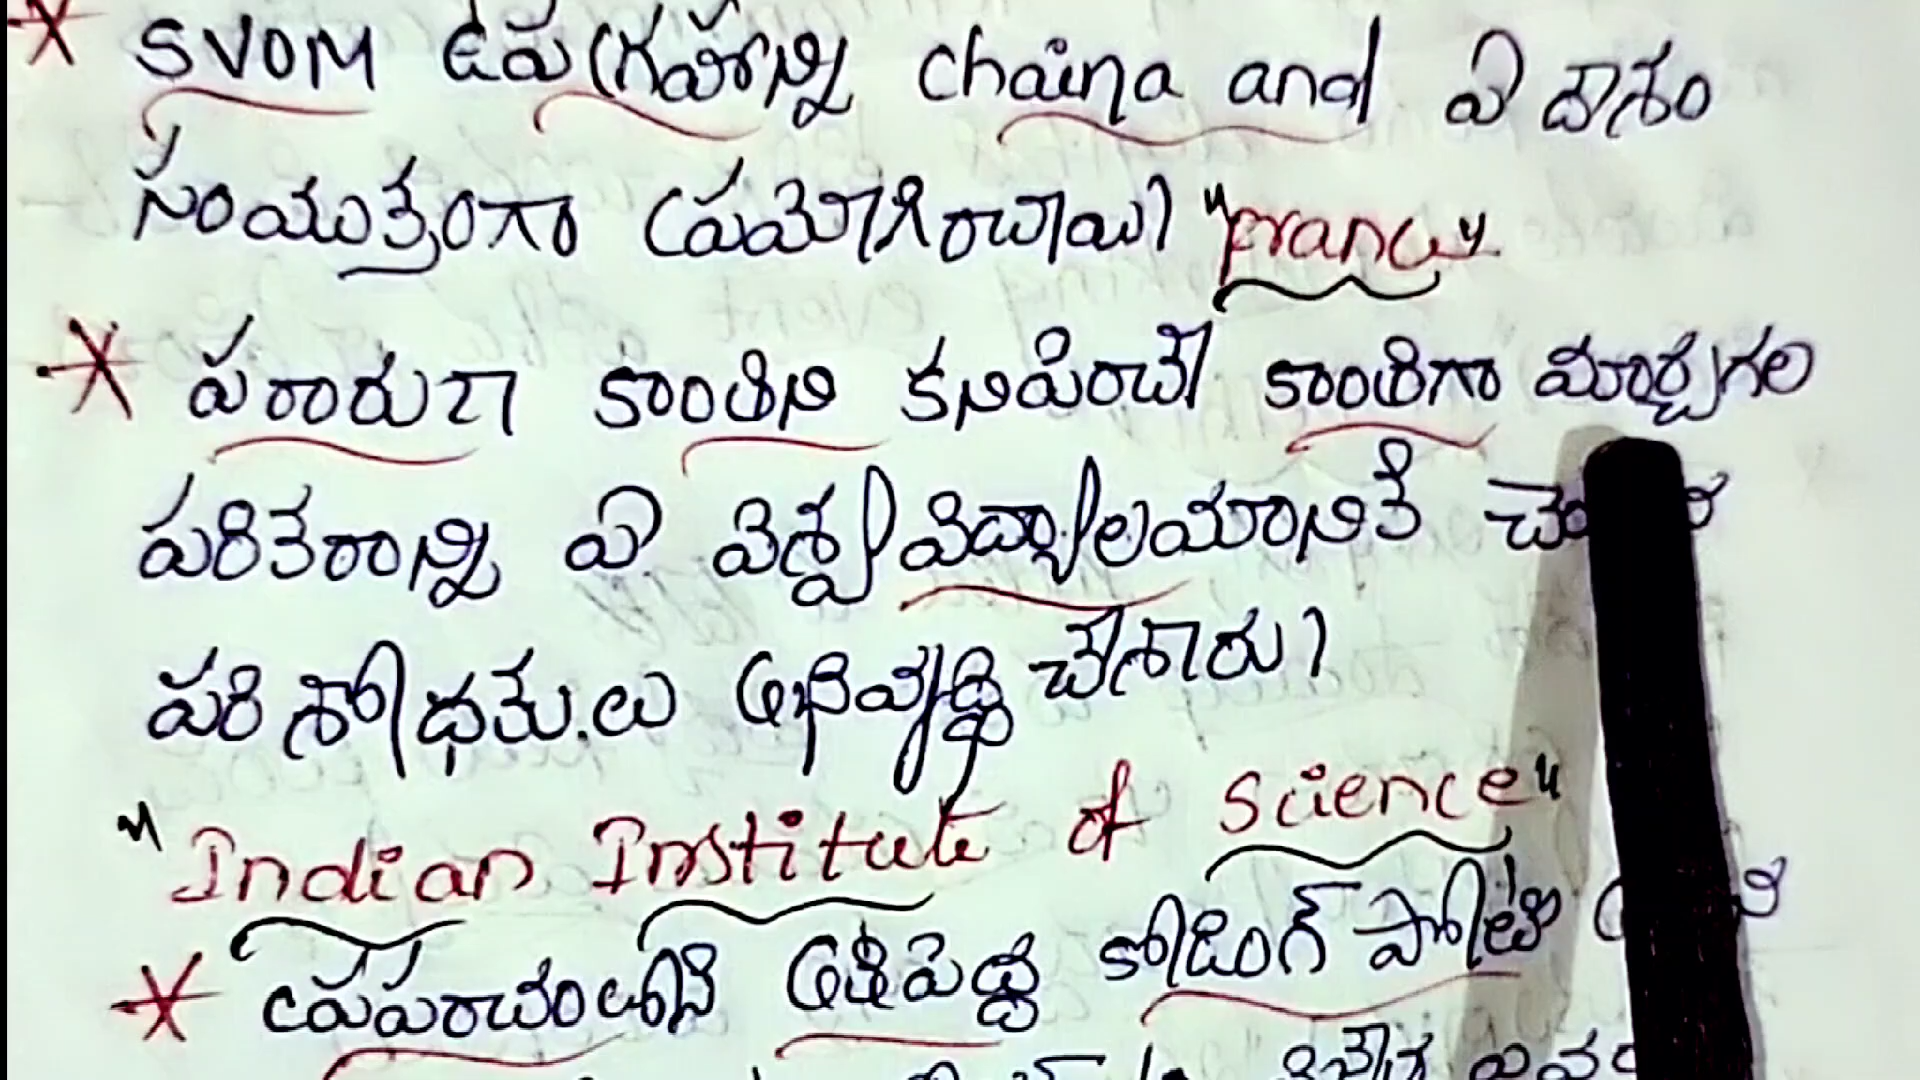 SVOM ఉపగ్రహాన్ని chaina and ఏ దేశం
సంయుక్తంగా ప్రయోగించాయి? "France"
పరారుగా కాంతిని కనిపించే కాంతిగా మార్చగల
పరికరాన్ని ఏ విశ్వవిద్యాలయానికి
పరిశోధకులు అభివృద్ధి చేశారు?
"Indian Institute of Science"
ప్రపంచంలోని అతిపెద్ద కోడింగ్ పోటీ